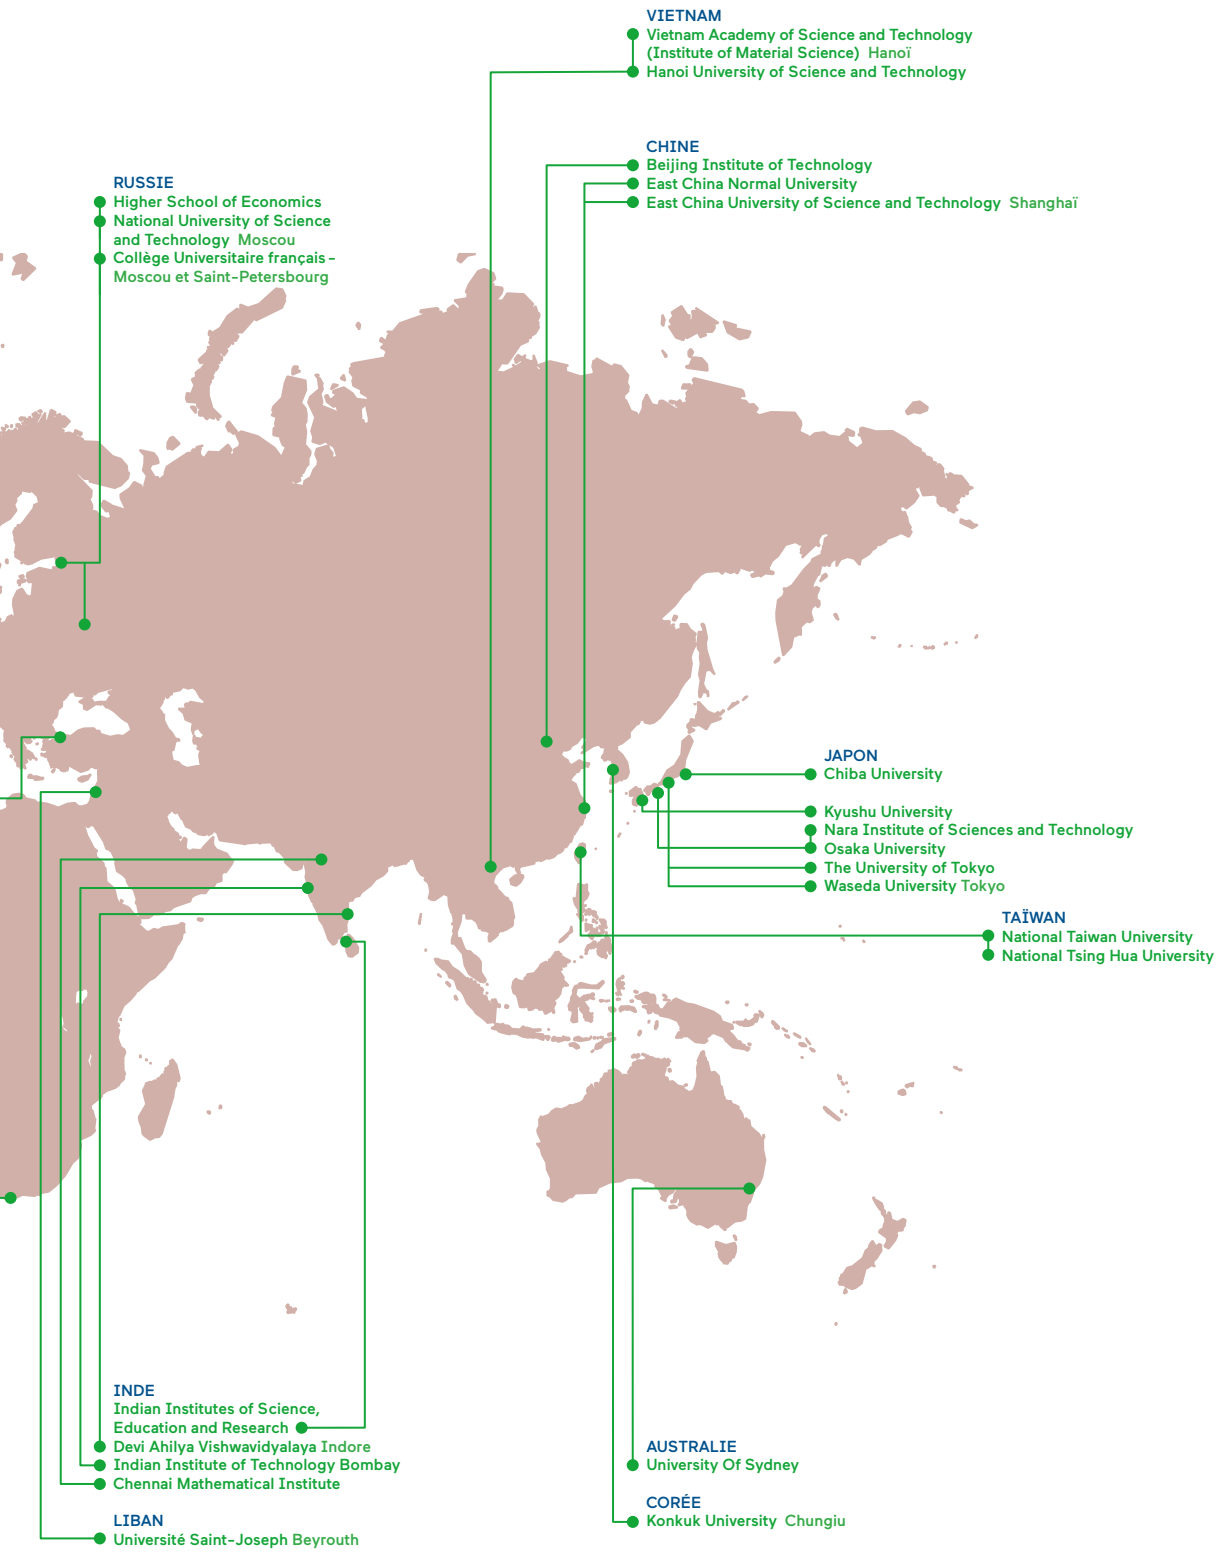 VIETNAM
Vietnam Academy of Science and Technology
(Institute of Material Science) Hanoï
Hanoi University of Science and Technology
CHINE
Beijing Institute of Technology
East China Normal University
East China University of Science and Technology Shanghaï
RUSSIE
Higher School of Economics
National University of Science
and Technology Moscou
Collège Universitaire français -
Moscou et Saint-Petersbourg
JAPON
Chiba University
Kyushu University
Nara Institute of Sciences and Technology
Osaka University
The University of Tokyo
Waseda University Tokyo
TAÏWAN
National Taiwan University
National Tsing Hua University
INDE
Indian Institutes of Science,
Education and Research
Devi Ahilya Vishwavidyalaya Indore
Indian Institute of Technology Bombay
Chennai Mathematical Institute
LIBAN
Université Saint-Joseph Beyrouth
AUSTRALIE
University Of Sydney
CORÉE
Konkuk University Chungiu